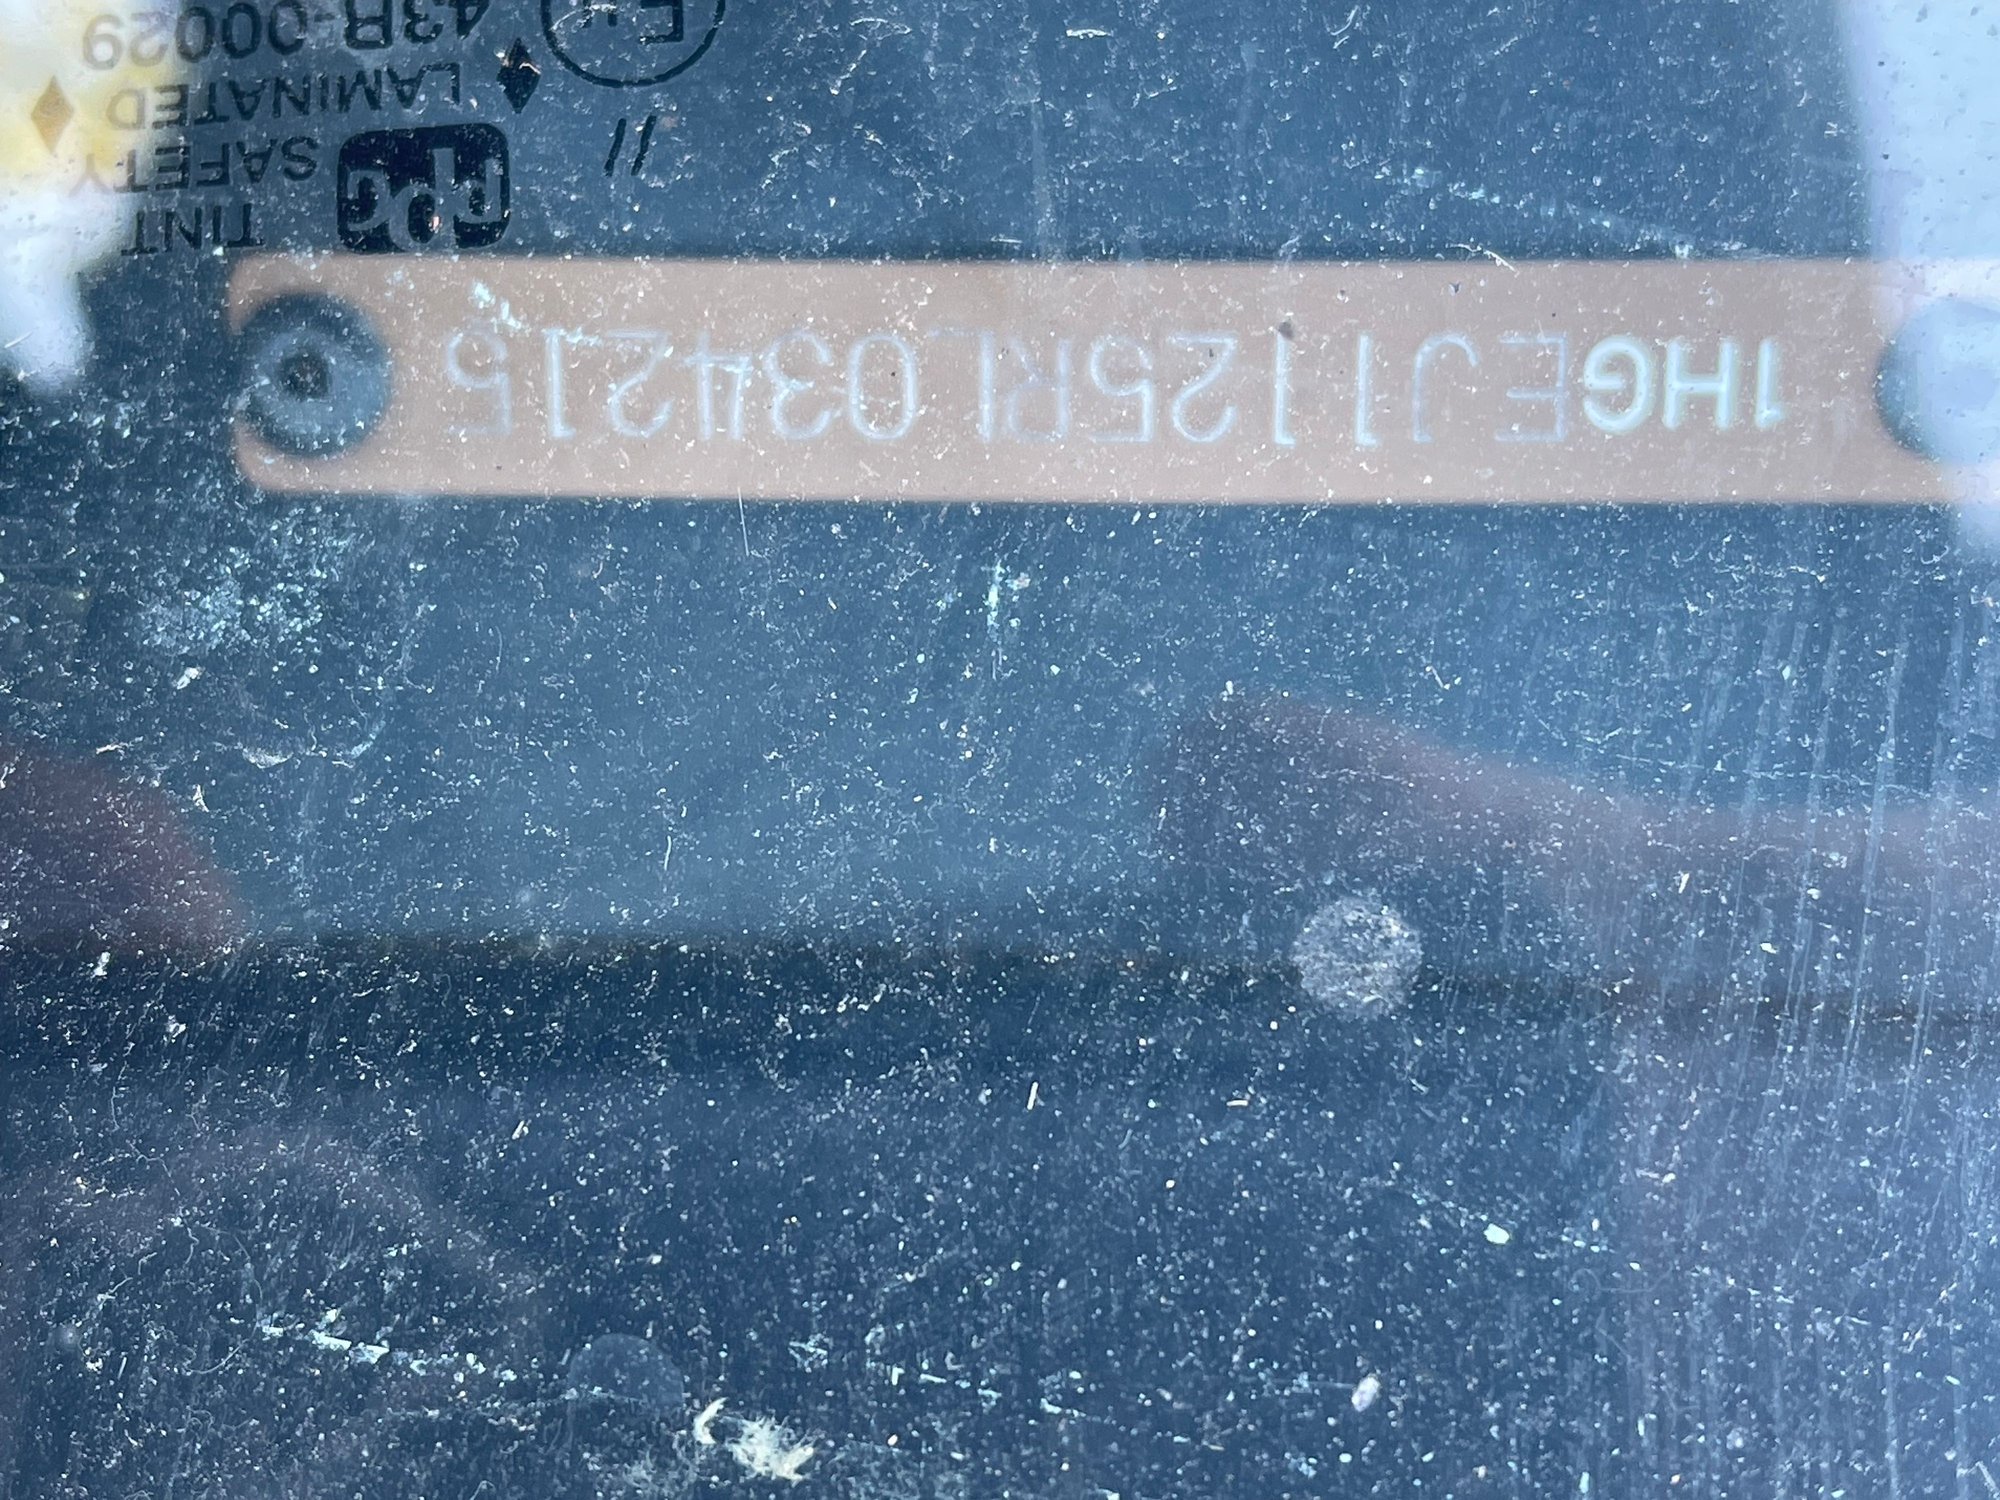 1HGEJ1125RL034215
// ppg TINT
SAFETY
LAMINATED
43R-00029